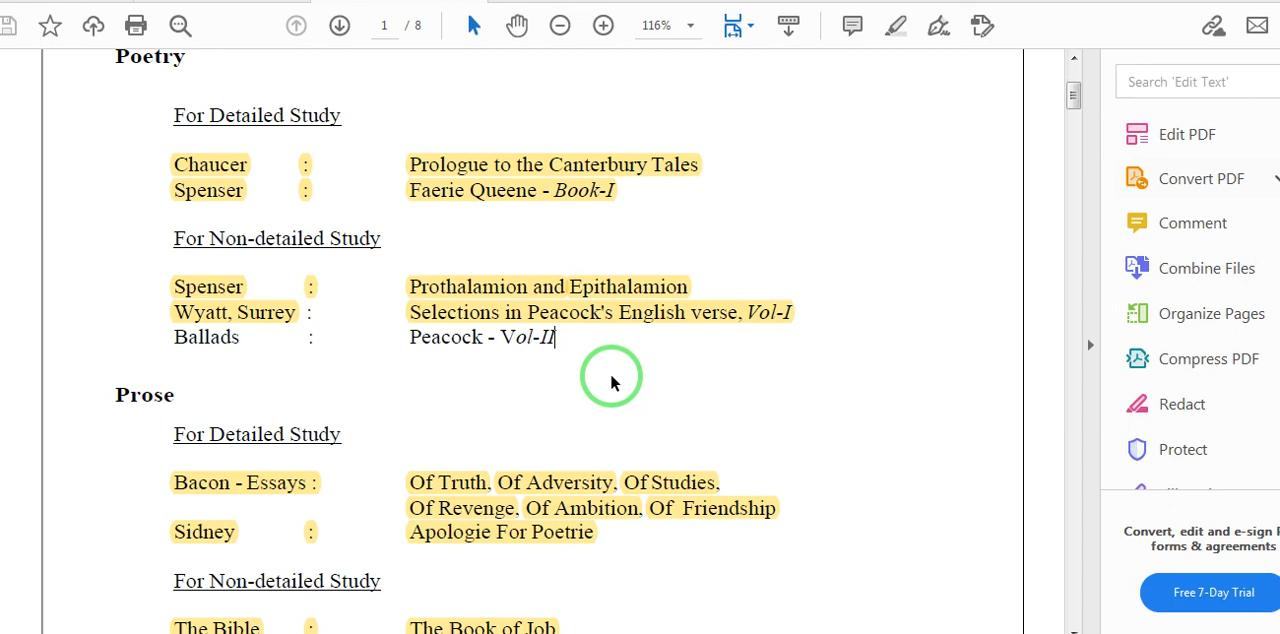 1 / 8
116%
Poetry
For Detailed Study
Chaucer : Prologue to the Canterbury Tales
Spenser : Faerie Queene - Book-I
For Non-detailed Study
Spenser : Prothalamion and Epithalamion
Wyatt, Surrey : Selections in Peacock's English verse, Vol-I
Ballads : Peacock - Vol-II
Prose
For Detailed Study
Bacon - Essays : Of Truth, Of Adversity, Of Studies,
Of Revenge, Of Ambition, Of Friendship
Sidney : Apologie For Poetrie
For Non-detailed Study
The Bible : The Book of Job
Search 'Edit Text'
Edit PDF
Convert PDF
Comment
Combine Files
Organize Pages
Compress PDF
Redact
Protect
Convert, edit and e-sign
forms & agreements
Free 7-Day Trial